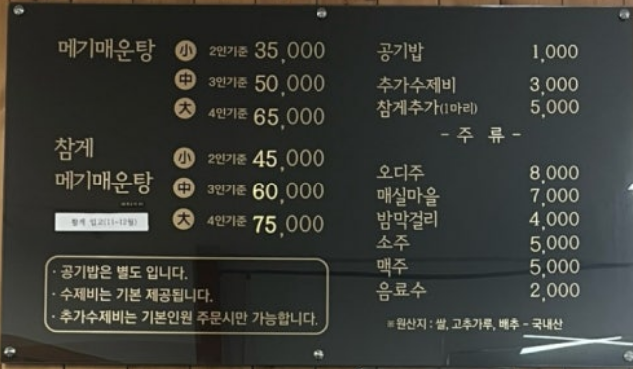 메기매운탕 小 2인기준 35,000
中 3인기준 50,000
大 4인기준 65,000
참게
메기매운탕 小 2인기준 45,000
中 3인기준 60,000
大 4인기준 75,000
(11~12월)
· 공기밥은 별도 입니다.
· 수제비는 기본 제공됩니다.
· 추가수제비는 기본인원 주문시만 가능합니다.
공기밥 1,000
추가수제비 3,000
참게추가(1마리) 5,000
- 주 류 -
오디주 8,000
매실마을 7,000
밤막걸리 4,000
소주 5,000
맥주 5,000
음료수 2,000
※원산지 : 쌀, 고추가루, 배추 - 국내산